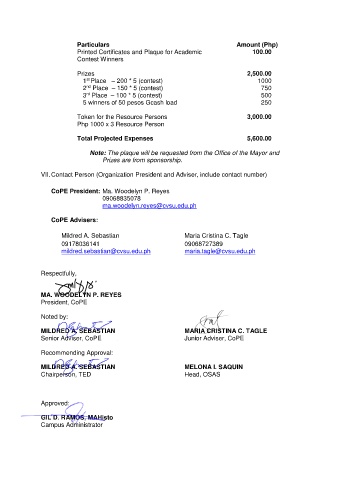 Particulars Amount (Php)
Printed Certificates and Plaque for Academic 100.00
Contest Winners
Prizes 2,500.00
1st Place – 200 * 5 (contest) 1000
2nd Place – 150 * 5 (contest) 750
3rd Place – 100 * 5 (contest) 500
5 winners of 50 pesos Gcash load 250
Token for the Resource Persons 3,000.00
Php 1000 x 3 Resource Person
Total Projected Expenses 5,600.00
Note: The plaque will be requested from the Office of the Mayor and
Prizes are from sponsorship.
VII. Contact Person (Organization President and Adviser, include contact number)
CoPE President: Ma. Woodelyn P. Reyes
09068835078
ma.woodelyn.reyes@cvsu.edu.ph
CoPE Advisers:
Mildred A. Sebastian Maria Cristina C. Tagle
09178036141 09068727389
mildred.sebastian@cvsu.edu.ph maris.tagle@cvsu.edu.ph
Respectfully,
MA. WOODELYN P. REYES
President, CoPE
Noted by:
MILDRED A. SEBASTIAN MARIA CRISTINA C. TAGLE
Senior Adviser, CoPE Junior Adviser, CoPE
Recommending Approval:
MILDRED A. SEBASTIAN MELONA I. SAQUIN
Chairperson, TED Head, OSAS
Approved:
GIL D. RAMOS, MAHisto
Campus Administrator